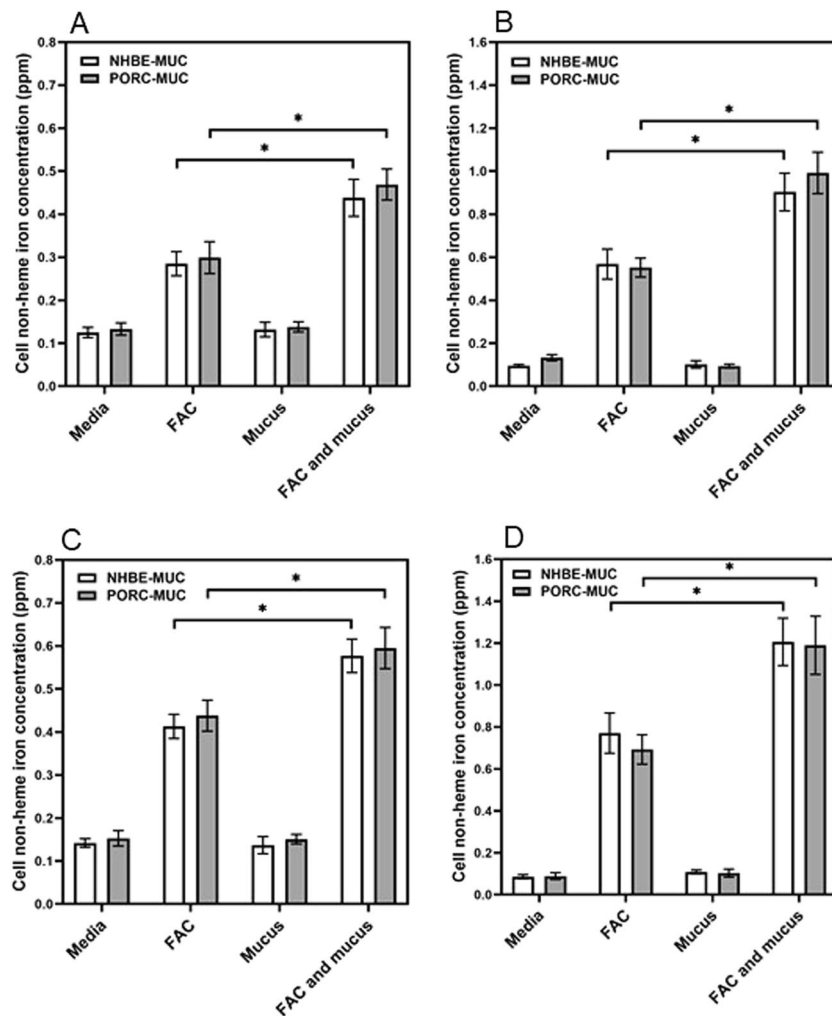 A
Cell non-heme iron concentration (ppm)
0.8
0.7
0.6
0.5
0.4
0.3
0.2
0.1
0.0
NHBE-MUC
PORC-MUC
*
*
Media
FAC
Mucus
FAC and mucus
B
Cell non-heme iron concentration (ppm)
1.6
1.4
1.2
1.0
0.8
0.6
0.4
0.2
0.0
NHBE-MUC
PORC-MUC
*
*
Media
FAC
Mucus
FAC and mucus
C
Cell non-heme iron concentration (ppm)
0.8
0.7
0.6
0.5
0.4
0.3
0.2
0.1
0.0
NHBE-MUC
PORC-MUC
*
*
Media
FAC
Mucus
FAC and mucus
D
Cell non-heme iron concentration (ppm)
1.6
1.4
1.2
1.0
0.8
0.6
0.4
0.2
0.0
NHBE-MUC
PORC-MUC
*
*
Media
FAC
Mucus
FAC and mucus